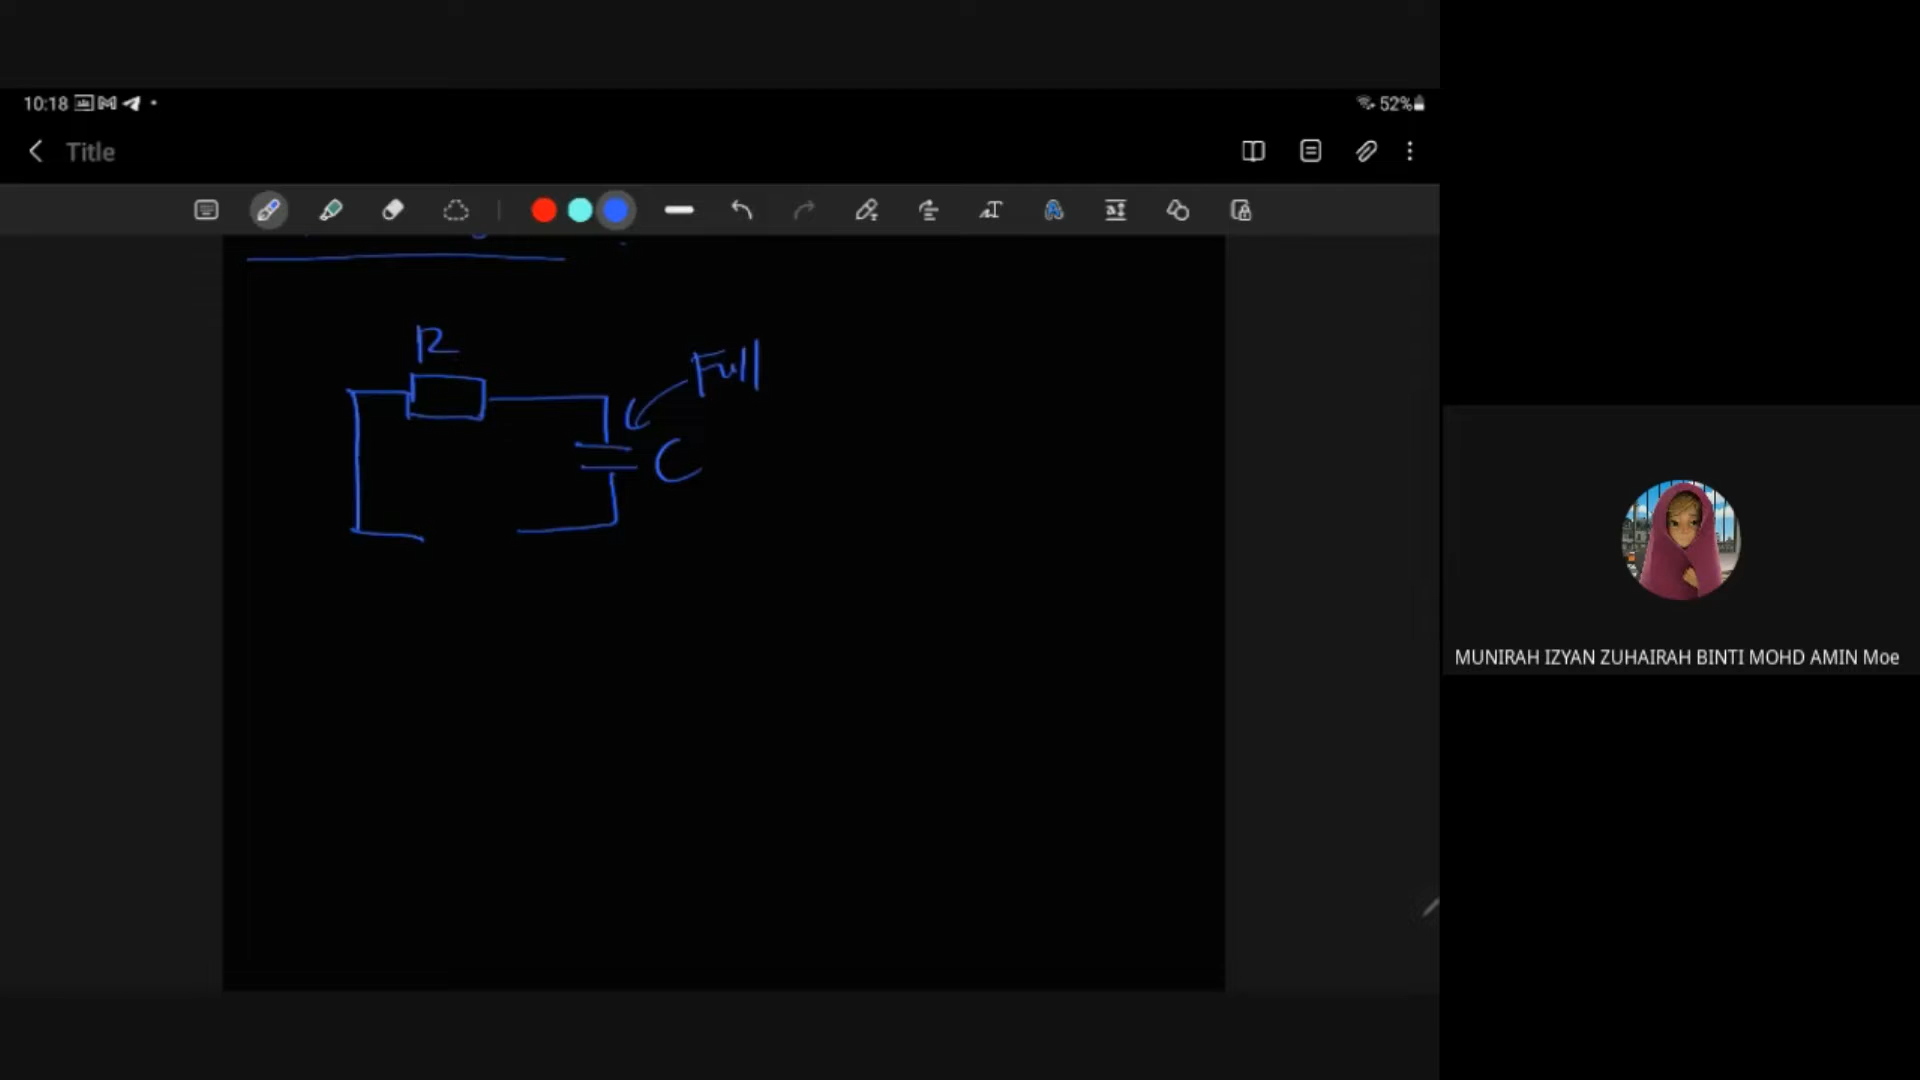 10:18
52%
Title
R
Full
C
MUNIRAH IZYAN ZUHAIRAH BINTI MOHD AMIN Moe